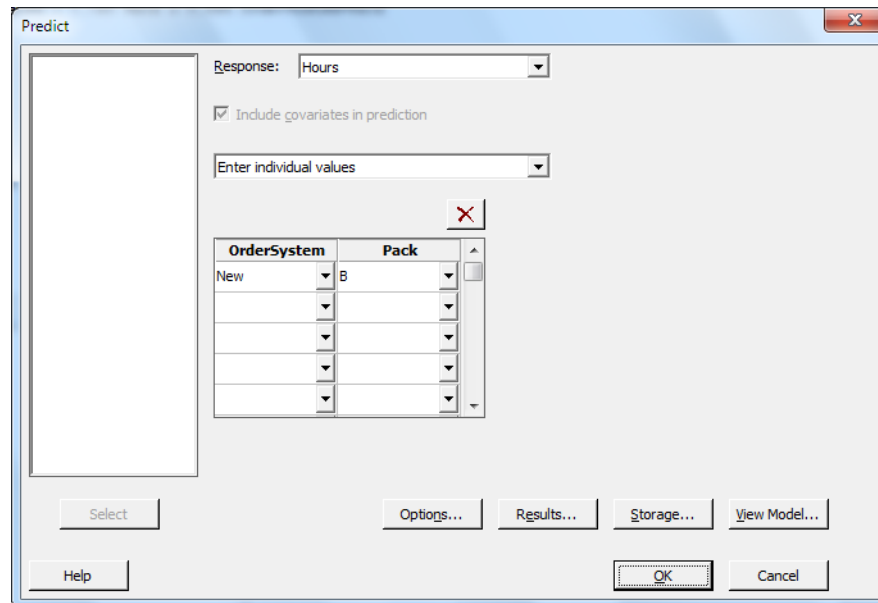 Predict
Response: Hours
Include covariates in prediction
Enter individual values
OrderSystem Pack
New B
Select Options... Results... Storage... View Model...
Help OK Cancel